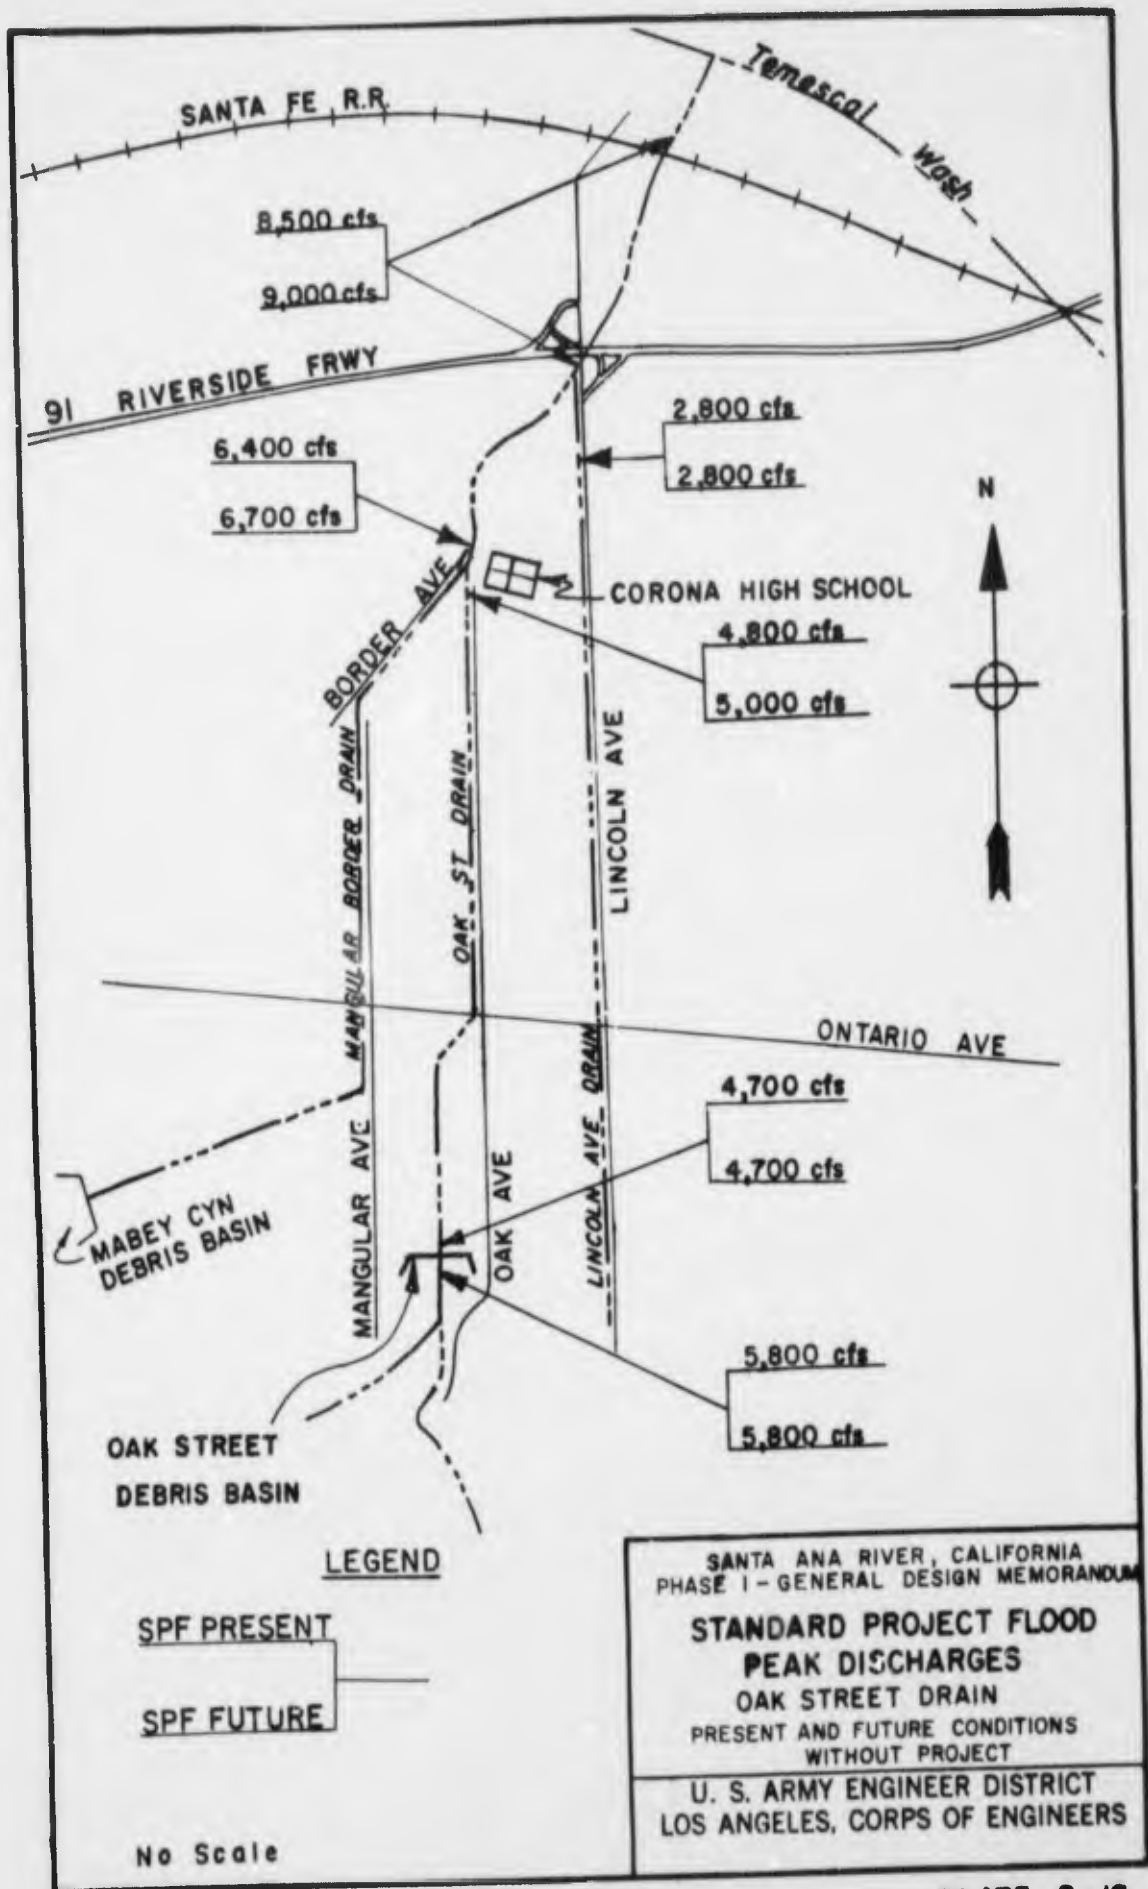 Temescal
Wash
SANTA FE R.R.
8,500 cfs
9,000 cfs
91 RIVERSIDE FRWY
2,800 cfs
2,800 cfs
6,400 cfs
6,700 cfs
N
BORDER AVE
CORONA HIGH SCHOOL
4,800 cfs
5,000 cfs
MANGULAR BORDER DRAIN
OAK ST DRAIN
LINCOLN AVE
ONTARIO AVE
4,700 cfs
4,700 cfs
MABEY CYN
DEBRIS BASIN
MANGULAR AVE
OAK AVE
LINCOLN AVE DRAIN
5,800 cfs
5,800 cfs
OAK STREET
DEBRIS BASIN
LEGEND
SPF PRESENT
SPF FUTURE
No Scale
SANTA ANA RIVER, CALIFORNIA
PHASE I - GENERAL DESIGN MEMORANDUM
STANDARD PROJECT FLOOD
PEAK DISCHARGES
OAK STREET DRAIN
PRESENT AND FUTURE CONDITIONS
WITHOUT PROJECT
U. S. ARMY ENGINEER DISTRICT
LOS ANGELES, CORPS OF ENGINEERS